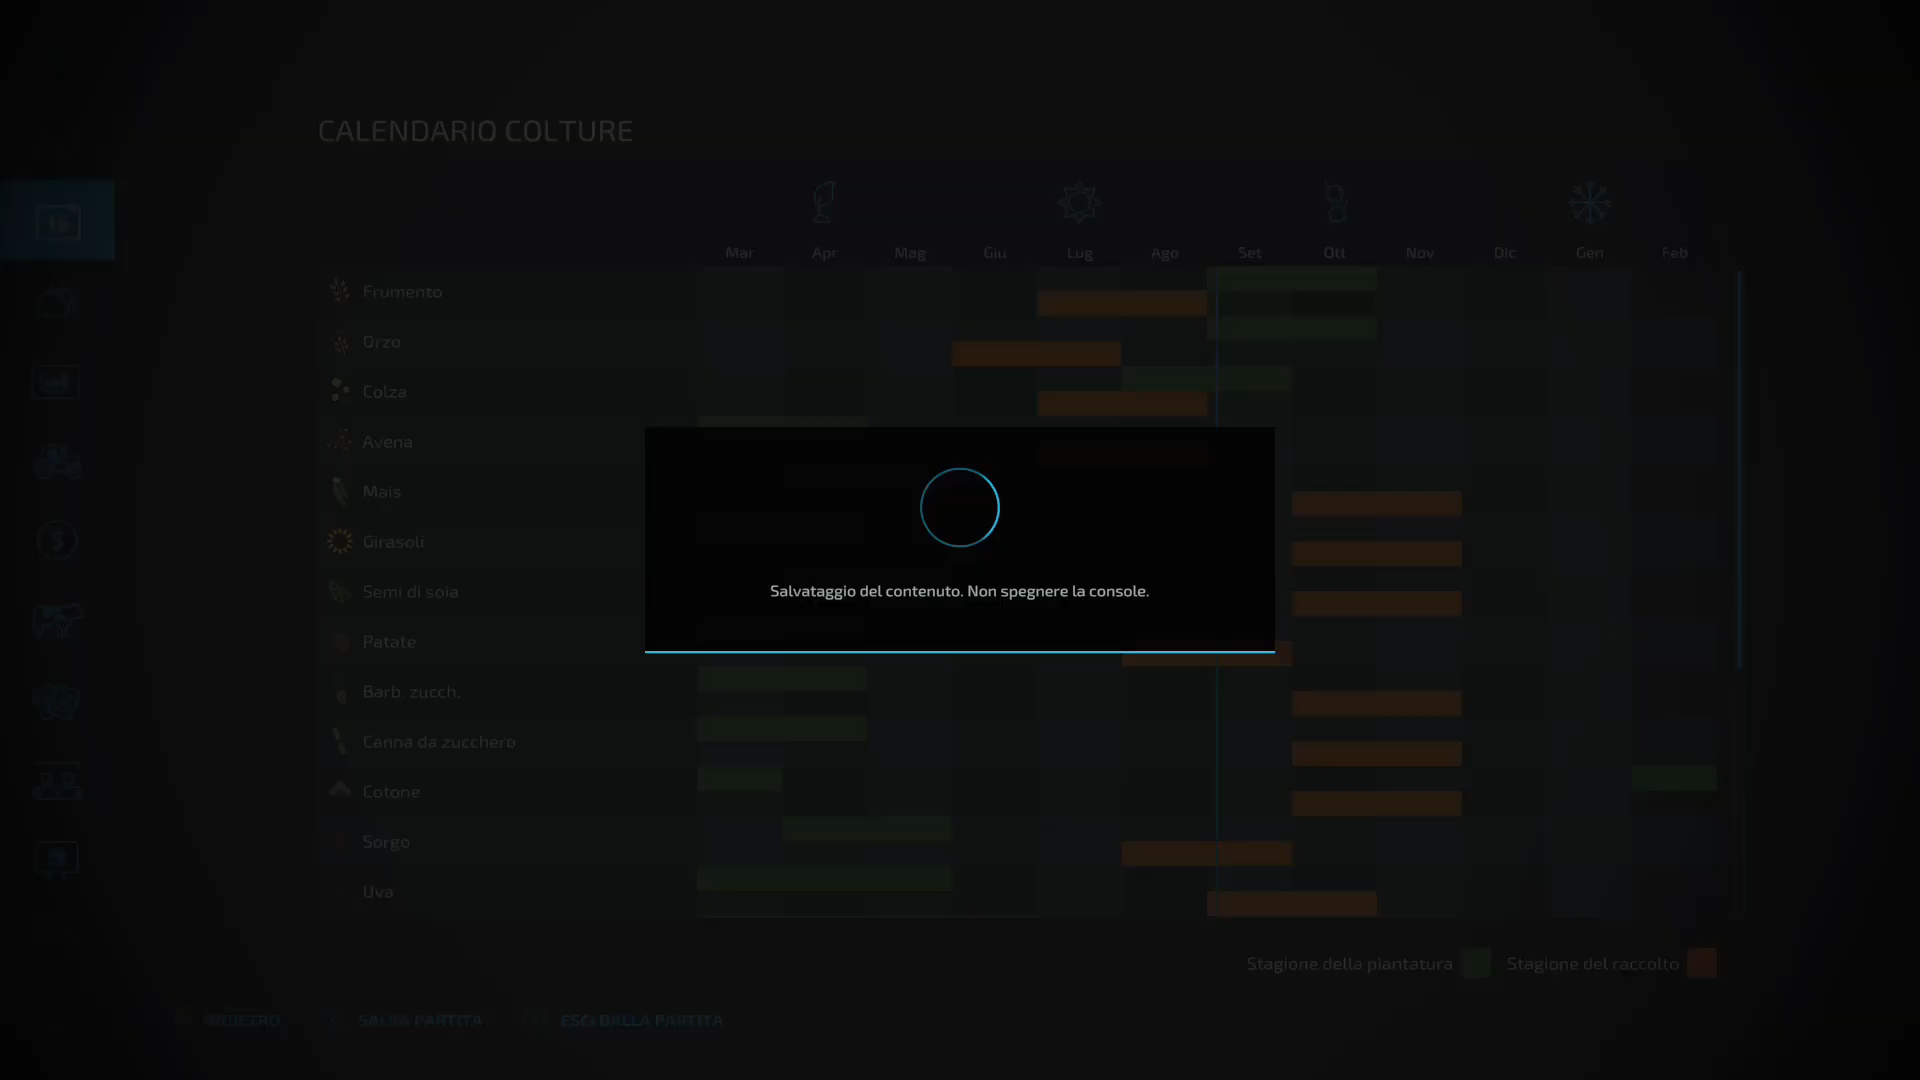 CALENDARIO COLTURE
Mar Apr Mag Giu Lug Ago Set Ott Nov Dic Gen Feb
Frumento
Orzo
Colza
Avena
Mais
Girasoli
Semi di soia
Patate
Barb. zucch.
Canna da zucchero
Cotone
Sorgo
Uva
Salvataggio del contenuto. Non spegnere la console.
Stagione della piantatura Stagione del raccolto
INDIETRO SALVA PARTITA ESCI DALLA PARTITA